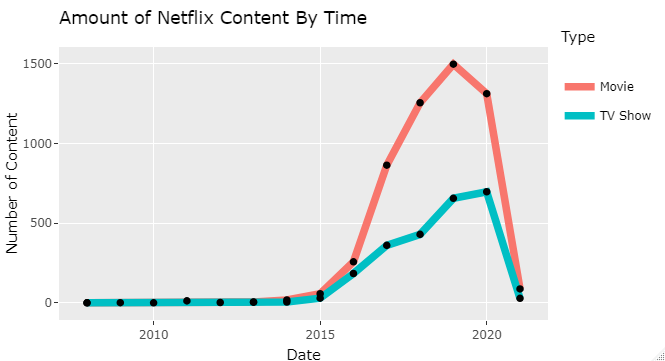 Amount of Netflix Content By Time
Type
Movie
TV Show
Number of Content
1500
1000
500
0
2010
2015
2020
Date